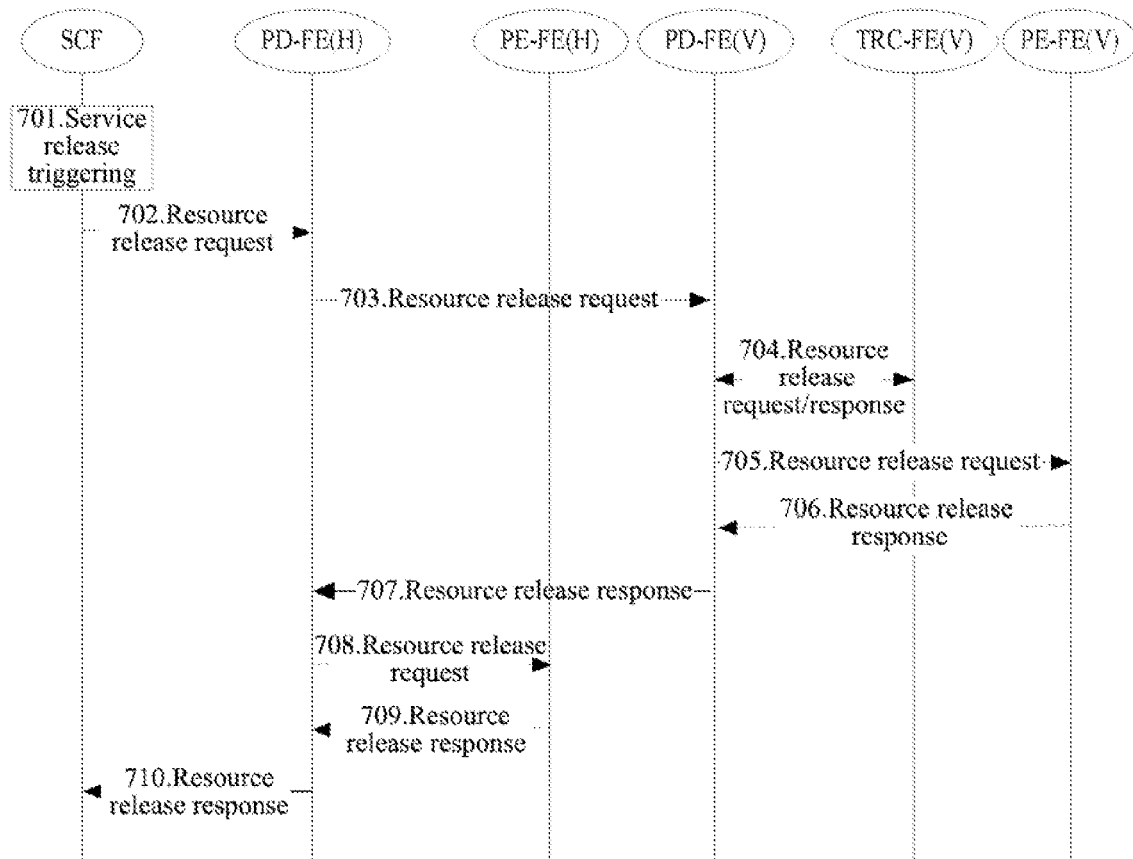 SCF PD-FE(H) PE-FE(H) PD-FE(V) TRC-FE(V) PE-FE(V)
701.Service
release
triggering
702.Resource
release request
703.Resource release request
704.Resource
release
request/response
705.Resource release request
706.Resource release
response
707.Resource release response
708.Resource release
request
709.Resource
release response
710.Resource
release response